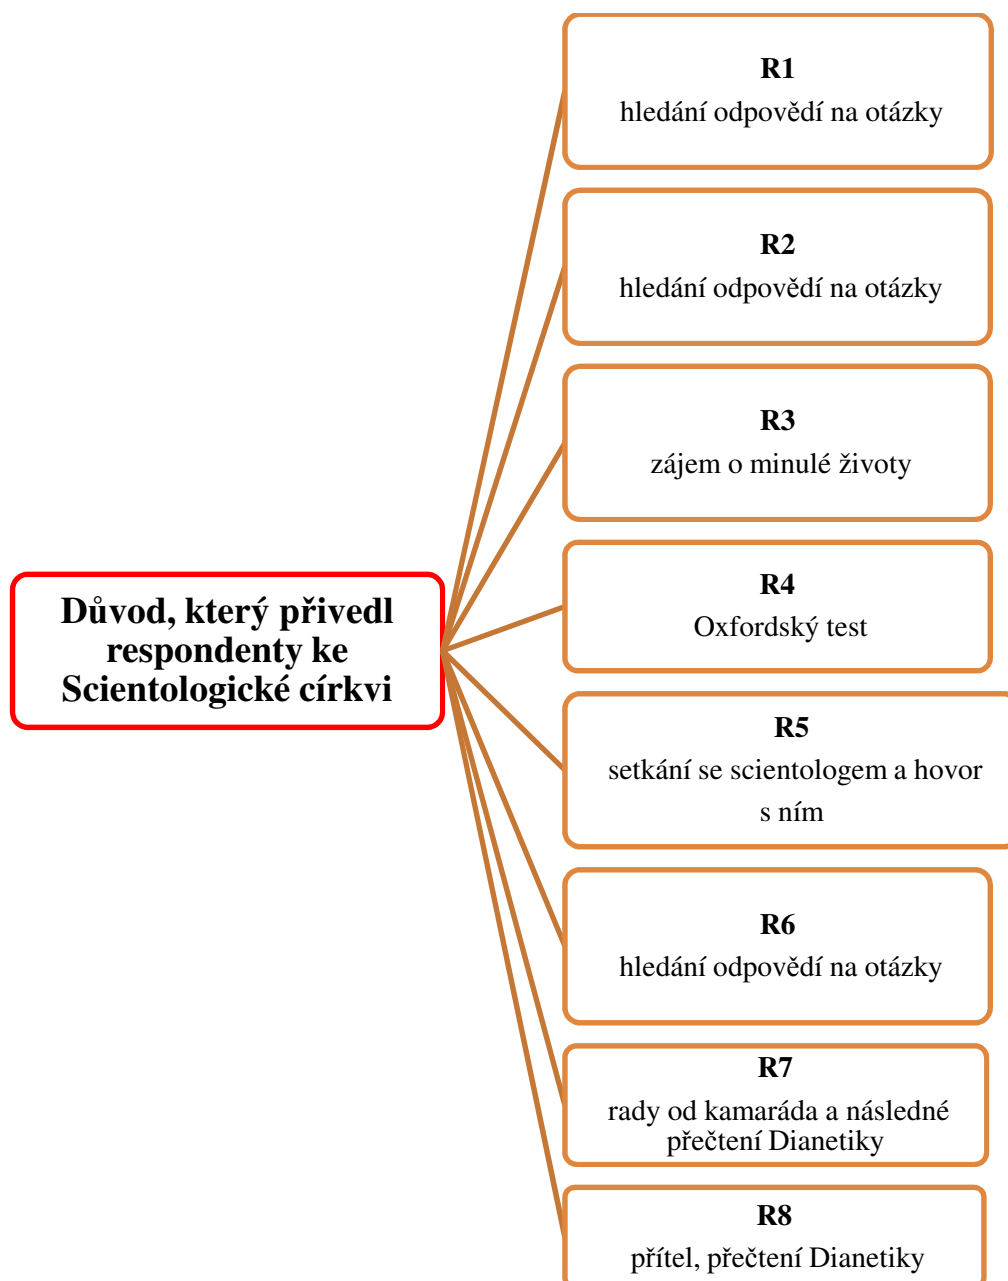 R1
hledání odpovědí na otázky
R2
hledání odpovědí na otázky
R3
zájem o minulé životy
R4
Oxfordský test
Důvod, který přivedl
respondenty ke
Scientologické církvi
R5
setkání se scientologem a hovor
s ním
R6
hledání odpovědí na otázky
R7
rady od kamaráda a následné
přečtení Dianetiky
R8
přítel, přečtení Dianetiky